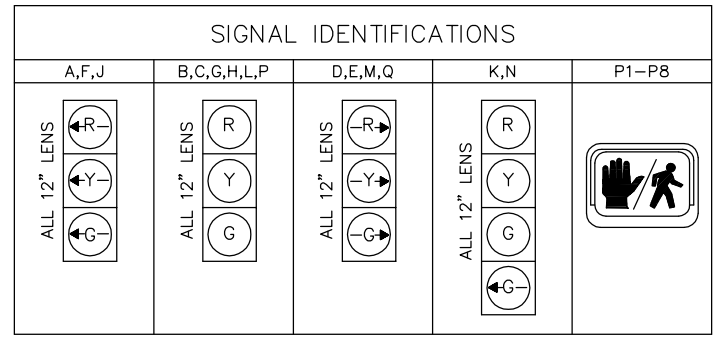 SIGNAL IDENTIFICATIONS
A,F,J
B,C,G,H,L,P
D,E,M,Q
K,N
P1-P8
ALL 12" LENS
R
Y
G
ALL 12" LENS
R
Y
G
ALL 12" LENS
R
Y
G
ALL 12" LENS
R
Y
G
G